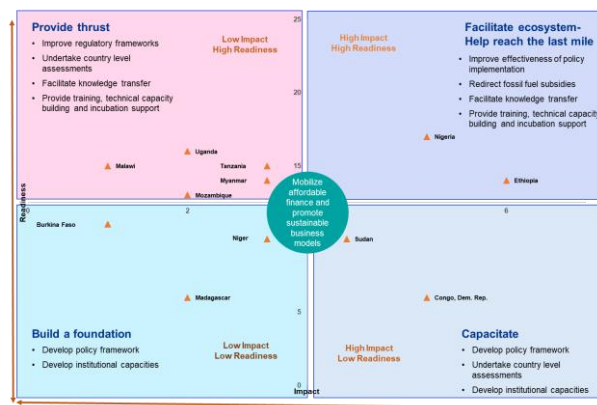 Provide thrust
• Improve regulatory frameworks
• Undertake country level
assessments
• Facilitate knowledge transfer
• Provide training, technical capacity
building and incubation support
Low Impact
High Readiness
25
20
15
High Impact
High Readiness
Facilitate ecosystem-
Help reach the last mile
• Improve effectiveness of policy
implementation
• Redirect fossil fuel subsidies
• Facilitate knowledge transfer
• Provide training, technical capacity
building and incubation support
Uganda
Malawi
Tanzania
Myanmar
Mozambique
Nigeria
Ethiopia
Readiness
0
2
6
Mobilize
affordable
finance and
promote
sustainable
business
models
Burkina Faso
Niger
Sudan
Madagascar
Congo, Dem. Rep.
5
0
Build a foundation
• Develop policy framework
• Develop institutional capacities
Low Impact
Low Readiness
High Impact
Low Readiness
Capacitate
• Develop policy framework
• Undertake country level
assessments
• Develop institutional capacities
Impact